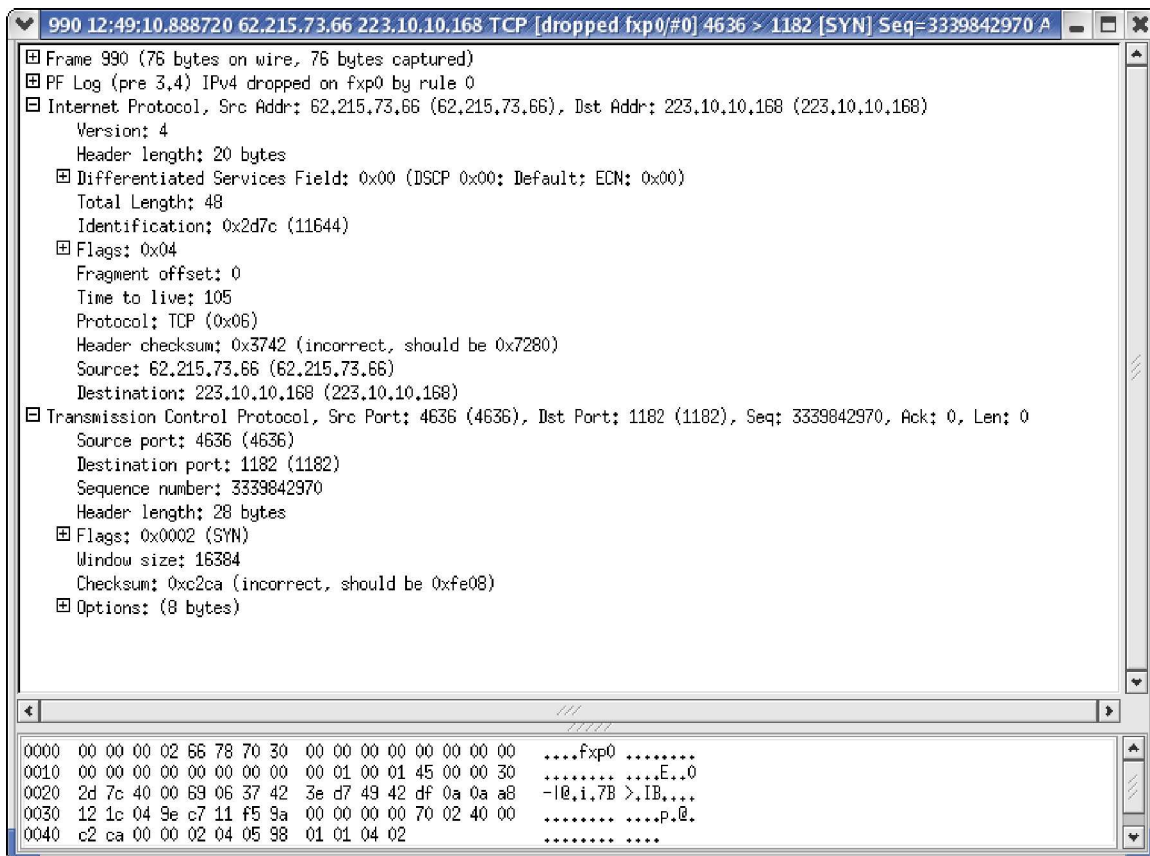 990 12:49:10.888720 62.215.73.66 223.10.10.168 TCP [dropped fxp0/#0] 4636 > 1182 [SYN] Seq=3339842970 A
Frame 990 (76 bytes on wire, 76 bytes captured)
PF Log (pre 3.4) IPv4 dropped on fxp0 by rule 0
Internet Protocol, Src Addr: 62.215.73.66 (62.215.73.66), Dst Addr: 223.10.10.168 (223.10.10.168)
Version: 4
Header length: 20 bytes
Differentiated Services Field: 0x00 (DSCP 0x00: Default; ECN: 0x00)
Total Length: 48
Identification: 0x2d7c (11644)
Flags: 0x04
Fragment offset: 0
Time to live: 105
Protocol: TCP (0x06)
Header checksum: 0x3742 (incorrect, should be 0x7280)
Source: 62.215.73.66 (62.215.73.66)
Destination: 223.10.10.168 (223.10.10.168)
Transmission Control Protocol, Src Port: 4636 (4636), Dst Port: 1182 (1182), Seq: 3339842970, Ack: 0, Len: 0
Source port: 4636 (4636)
Destination port: 1182 (1182)
Sequence number: 3339842970
Header length: 28 bytes
Flags: 0x0002 (SYN)
Window size: 16384
Checksum: 0xc2ca (incorrect, should be 0xfe08)
Options: (8 bytes)
0000 00 00 00 02 66 78 70 30 00 00 00 00 00 00 00 00 ....fxp0 ........
0010 00 00 00 00 00 00 00 00 00 01 00 01 45 00 00 30 ........ ....E..0
0020 2d 7c 40 00 69 06 37 42 3e d7 49 42 df 0a 0a a8 -|@.i.7B >.IB....
0030 12 1c 04 9e c7 11 f5 9a 00 00 00 00 70 02 40 00 ........ ....p.@.
0040 c2 ca 00 00 02 04 05 98 01 01 04 02 ........ ....